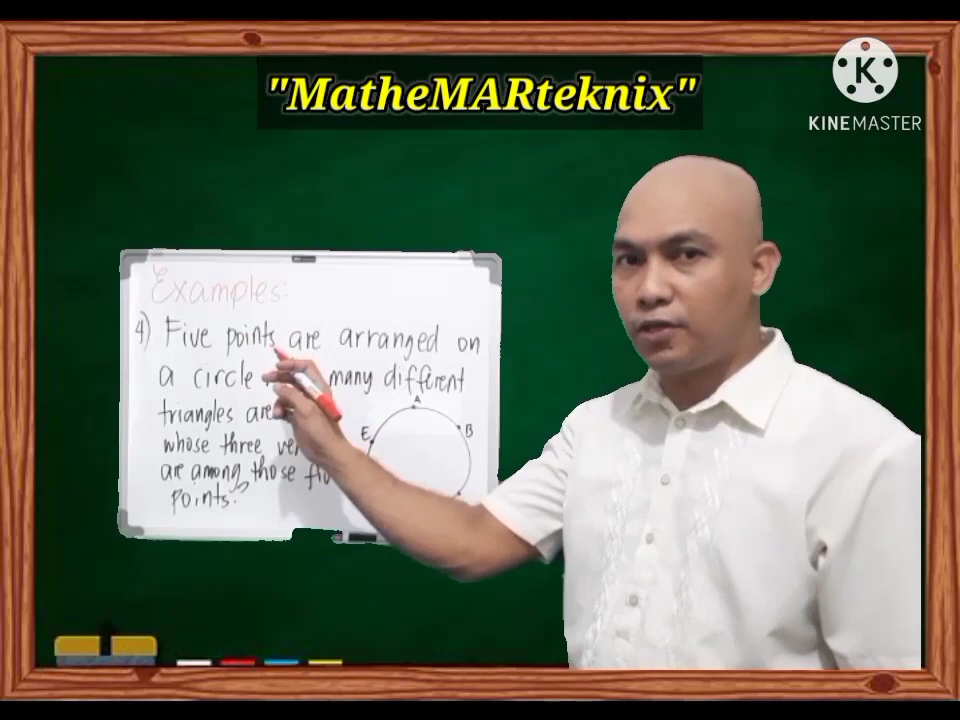 "MatheMARteknix"
K
KINEMASTER
Examples:
4) Five points are arranged on
a circle many different
triangles are
whose three
are among those
points?
A
B
E